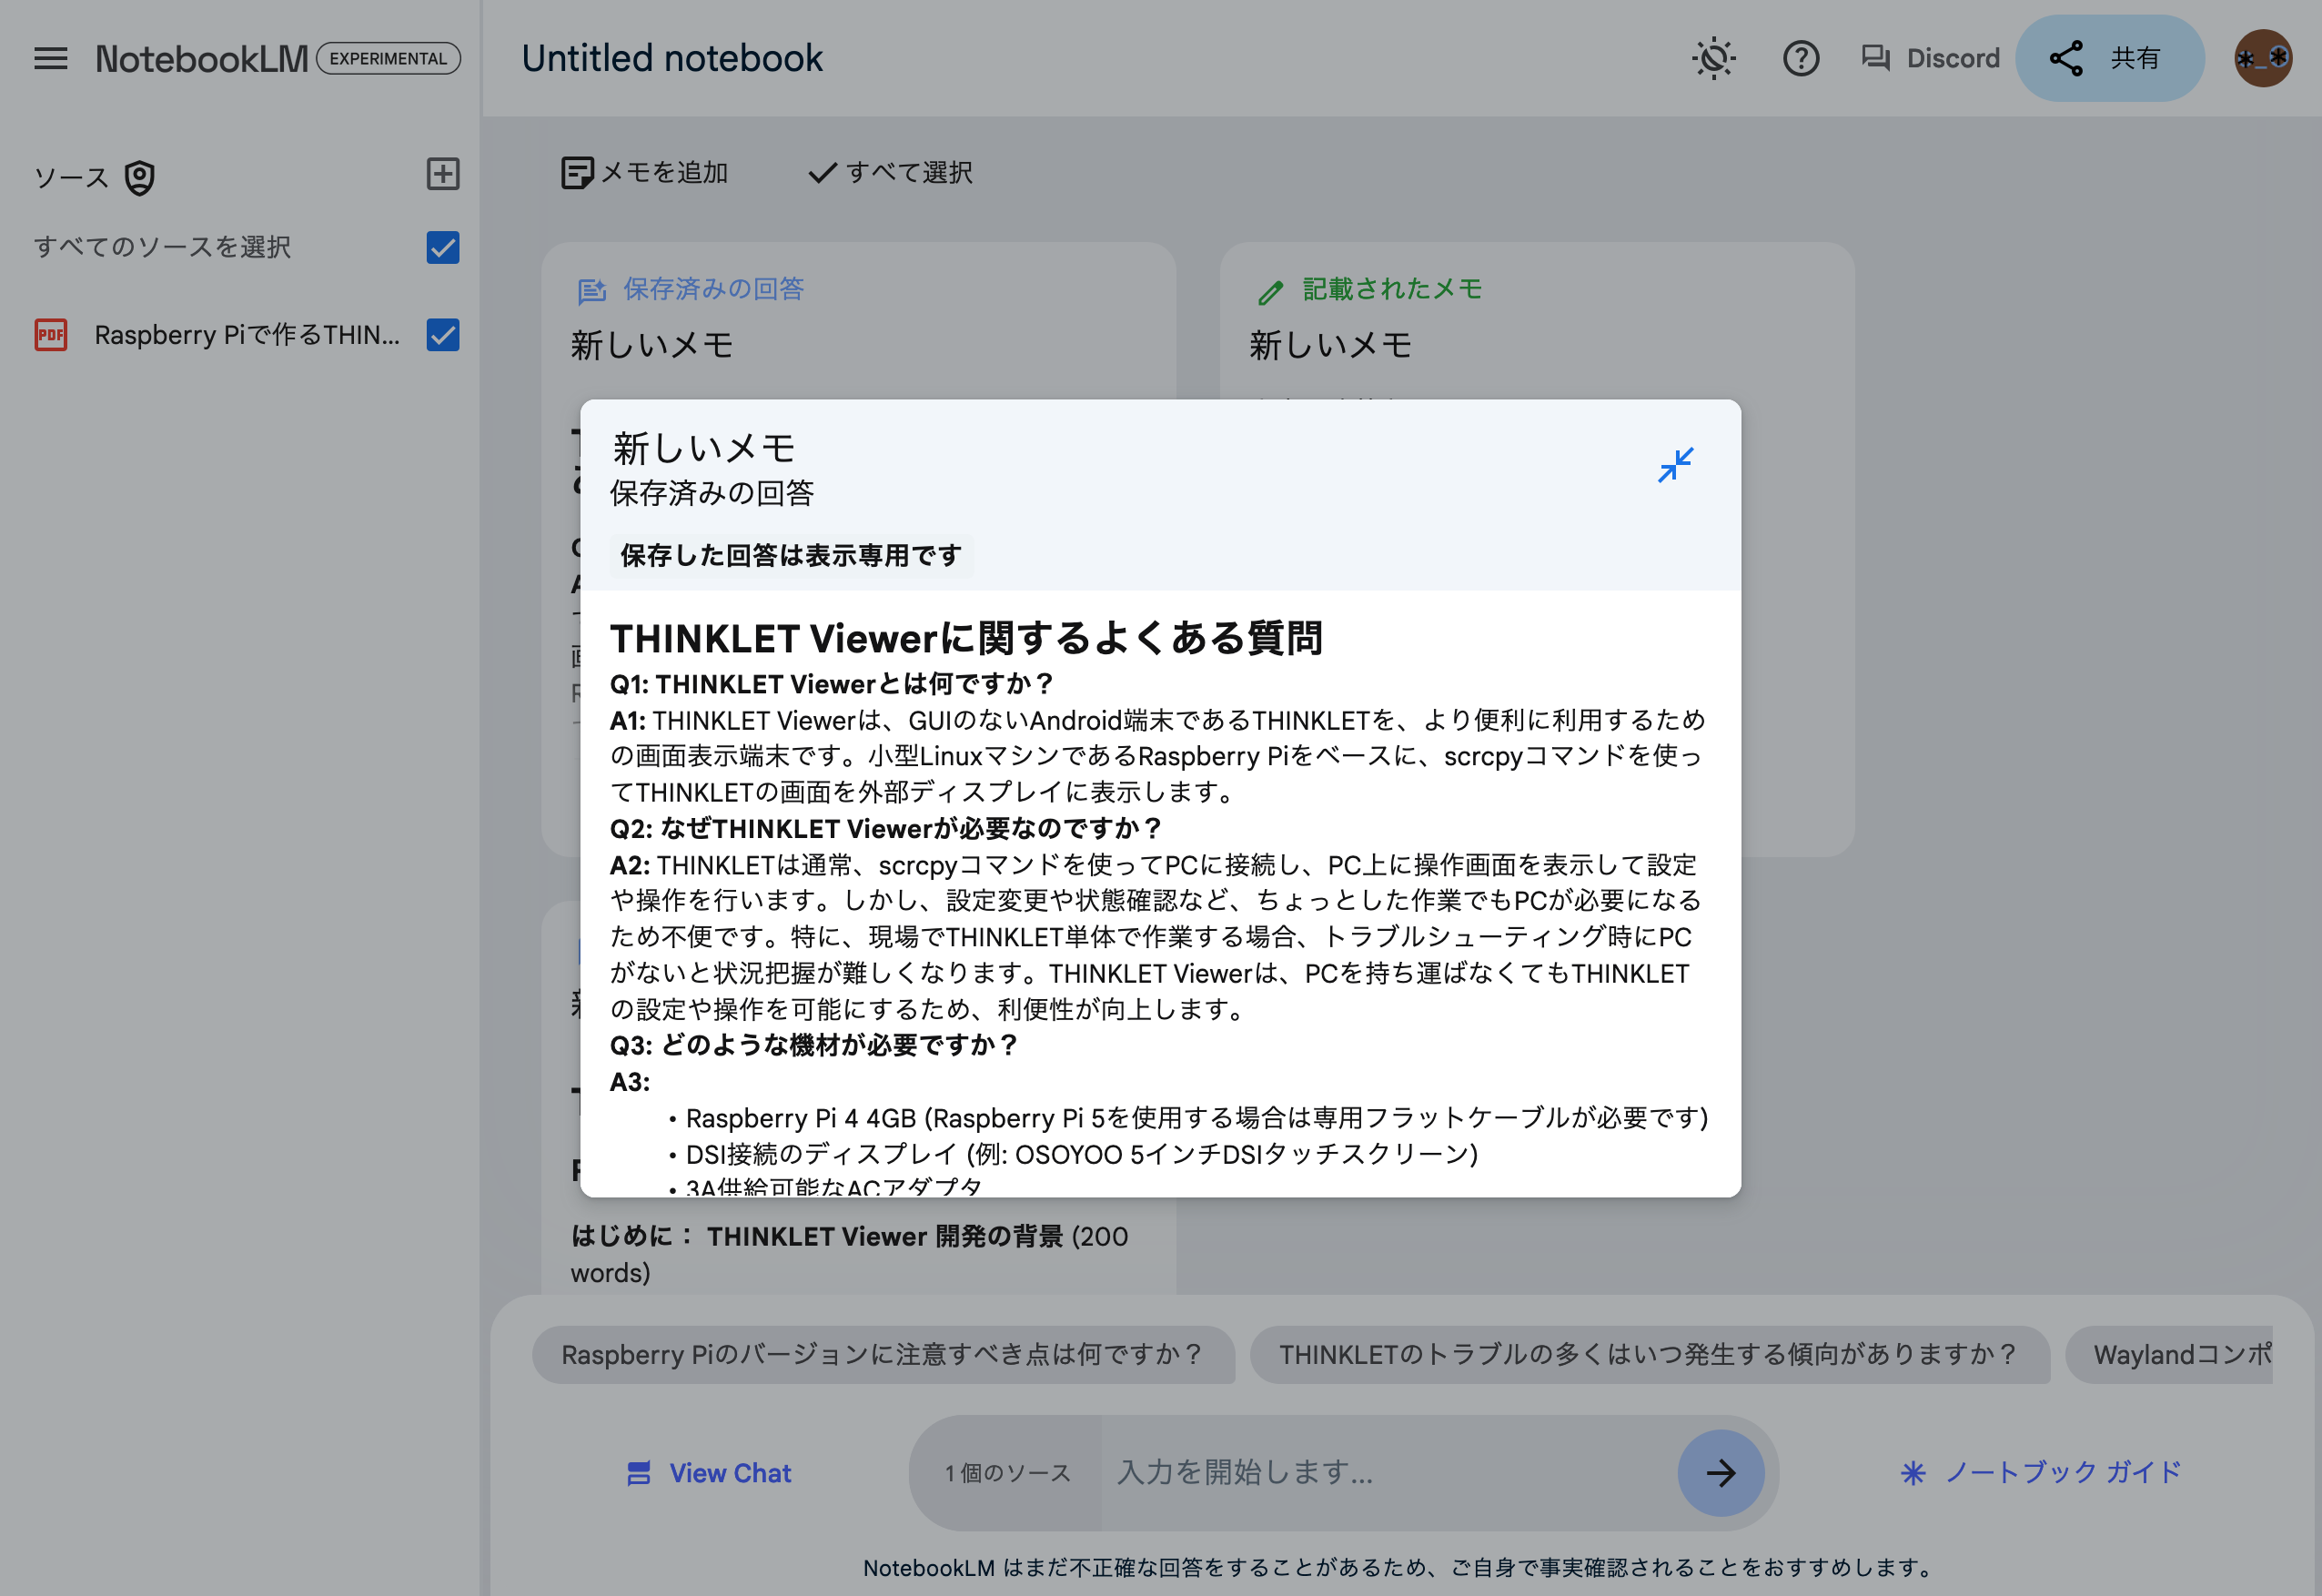 NotebookLM EXPERIMENTAL
Untitled notebook
Discord
共有
ソース
すべてのソースを選択
PDF Raspberry Piで作るTHIN...
メモを追加
すべて選択
保存済みの回答
新しいメモ
記載されたメモ
新しいメモ
新しいメモ
保存済みの回答
保存した回答は表示専用です
THINKLET Viewerに関するよくある質問
Q1: THINKLET Viewerとは何ですか？
A1: THINKLET Viewerは、GUIのないAndroid端末であるTHINKLETを、より便利に利用するため
の画面表示端末です。小型LinuxマシンであるRaspberry Piをベースに、scrcpyコマンドを使っ
てTHINKLETの画面を外部ディスプレイに表示します。
Q2: なぜTHINKLET Viewerが必要なのですか？
A2: THINKLETは通常、scrcpyコマンドを使ってPCに接続し、PC上に操作画面を表示して設定
や操作を行います。しかし、設定変更や状態確認など、ちょっとした作業でもPCが必要になる
ため不便です。特に、現場でTHINKLET単体で作業する場合、トラブルシューティング時にPC
がないと状況把握が難しくなります。THINKLET Viewerは、PCを持ち運ばなくてもTHINKLET
の設定や操作を可能にするため、利便性が向上します。
Q3: どのような機材が必要ですか？
A3:
• Raspberry Pi 4 4GB (Raspberry Pi 5を使用する場合は専用フラットケーブルが必要です)
• DSI接続のディスプレイ (例: OSOYOO 5インチDSIタッチスクリーン)
• 3A供給可能なACアダプタ
はじめに： THINKLET Viewer 開発の背景 (200
words)
Raspberry Piのバージョンに注意すべき点は何ですか？
THINKLETのトラブルの多くはいつ発生する傾向がありますか？
Waylandコンポ
View Chat
1 個のソース
入力を開始します...
ノートブック ガイド
NotebookLM はまだ不正確な回答をすることがあるため、ご自身で事実確認されることをおすすめします。